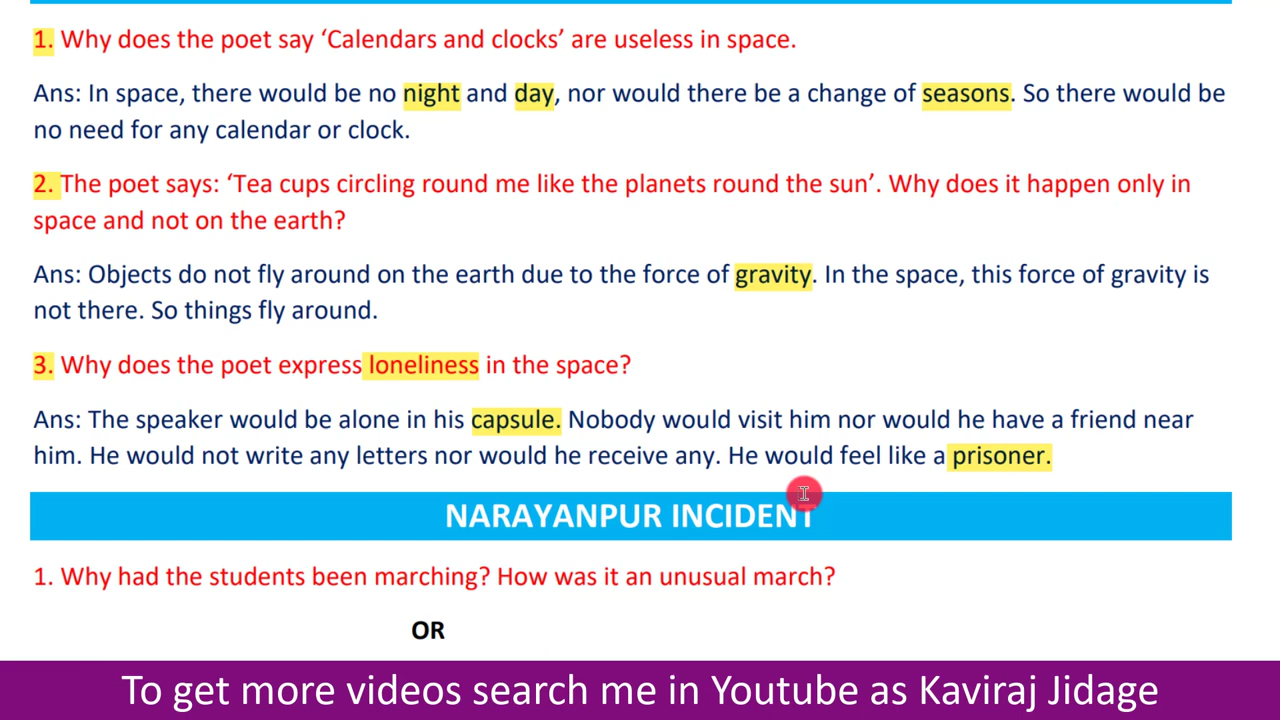 1. Why does the poet say ‘Calendars and clocks’ are useless in space.
Ans: In space, there would be no night and day, nor would there be a change of seasons. So there would be
no need for any calendar or clock.
2. The poet says: ‘Tea cups circling round me like the planets round the sun’. Why does it happen only in
space and not on the earth?
Ans: Objects do not fly around on the earth due to the force of gravity. In the space, this force of gravity is
not there. So things fly around.
3. Why does the poet express loneliness in the space?
Ans: The speaker would be alone in his capsule. Nobody would visit him nor would he have a friend near
him. He would not write any letters nor would he receive any. He would feel like a prisoner.
NARAYANPUR INCIDENT
1. Why had the students been marching? How was it an unusual march?
OR
To get more videos search me in Youtube as Kaviraj Jidage